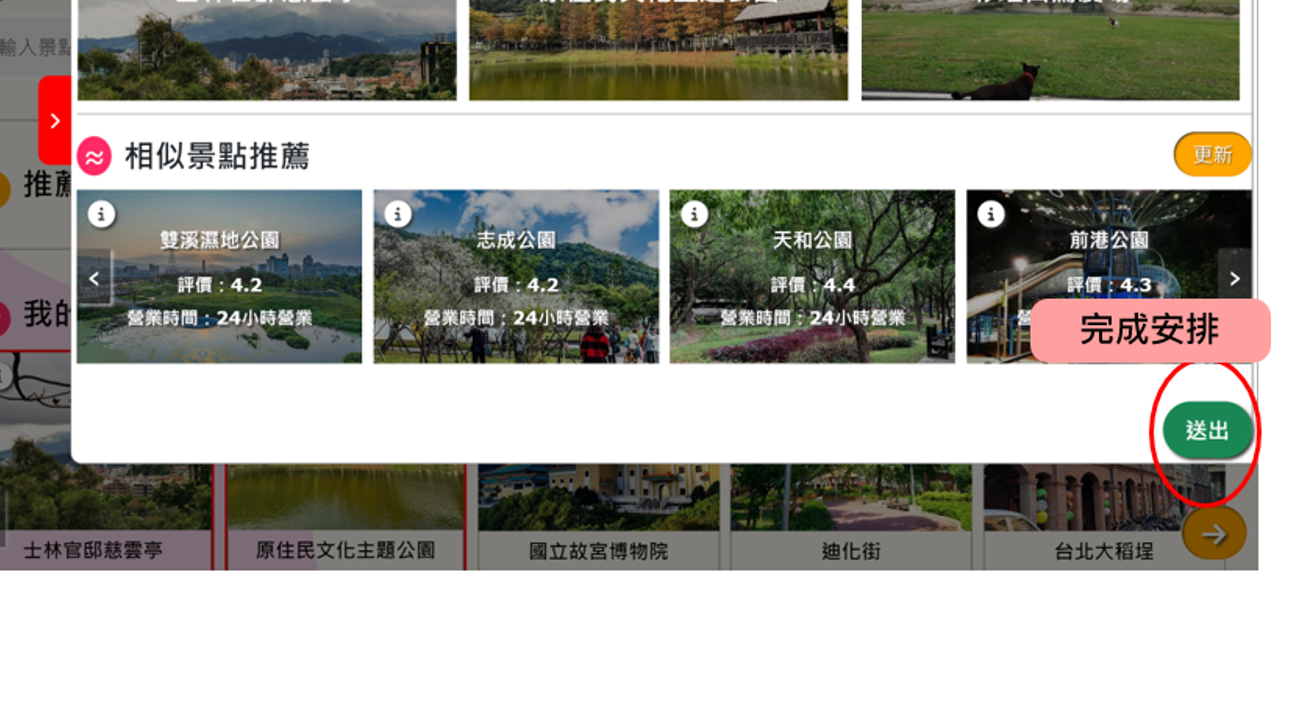 輸入景點
推薦
相似景點推薦
更新
雙溪濕地公園
評價：4.2
營業時間：24小時營業
志成公園
評價：4.2
營業時間：24小時營業
天和公園
評價：4.4
營業時間：24小時營業
前港公園
評價：4.3
完成安排
我的
送出
士林官邸慈雲亭
原住民文化主題公園
國立故宮博物院
迪化街
台北大稻埕